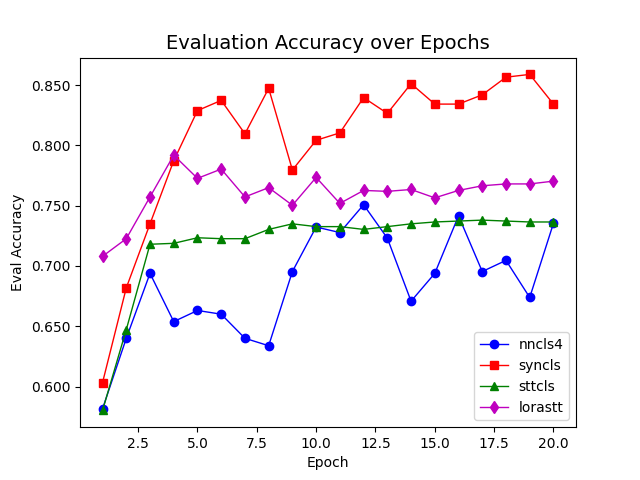 Evaluation Accuracy over Epochs
Eval Accuracy
0.850
0.800
0.750
0.700
0.650
0.600
2.5 5.0 7.5 10.0 12.5 15.0 17.5 20.0
Epoch
nncls4
syncls
sttcls
lorastt